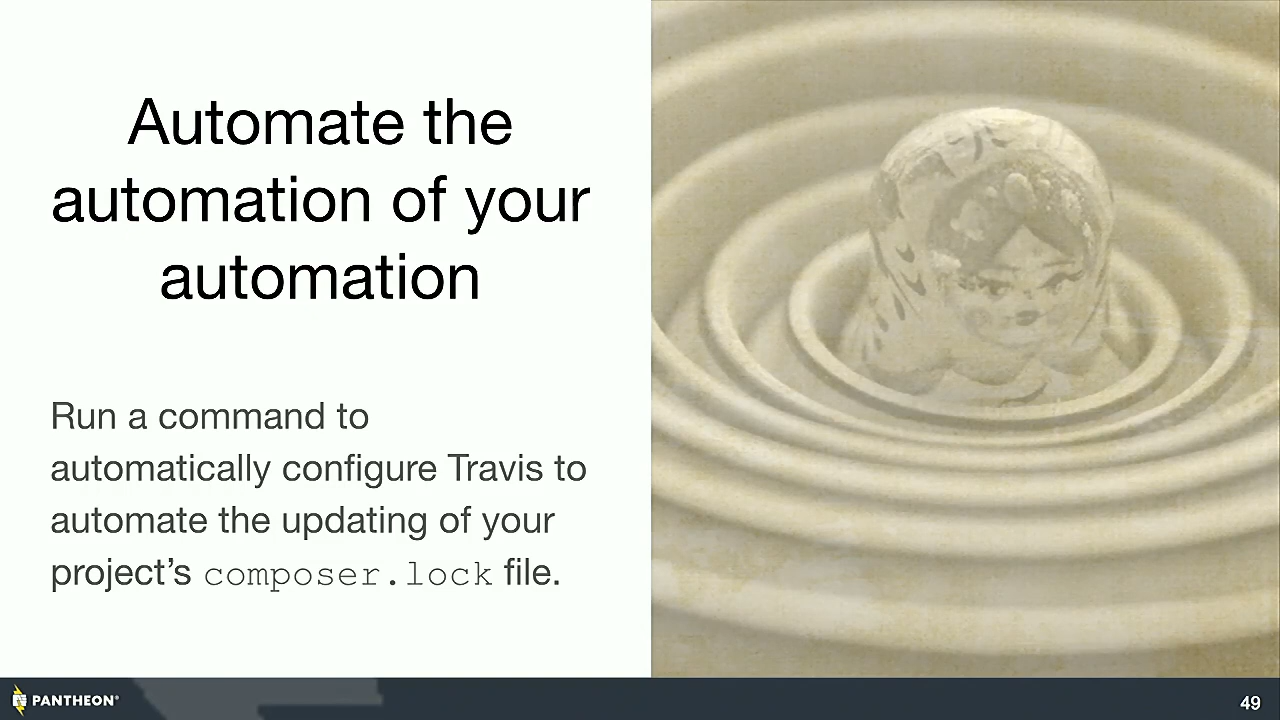 Automate the
automation of your
automation
Run a command to
automatically configure Travis to
automate the updating of your
project’s composer.lock file.
PANTHEON®
49